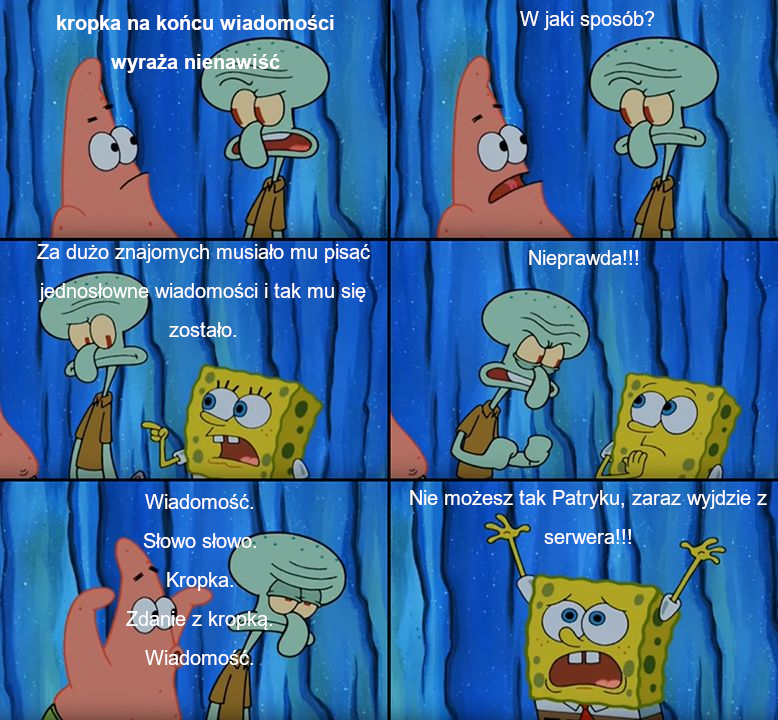 kropka na końcu wiadomości
wyraża nienawiść
W jaki sposób?
Za dużo znajomych musiało mu pisać
jednosłowne wiadomości i tak mu się
zostało.
Nieprawda!!!
Wiadomość.
Słowo słowo.
Kropka.
Zdanie z kropką.
Wiadomość.
Nie możesz tak Patryku, zaraz wyjdzie z
serwera!!!